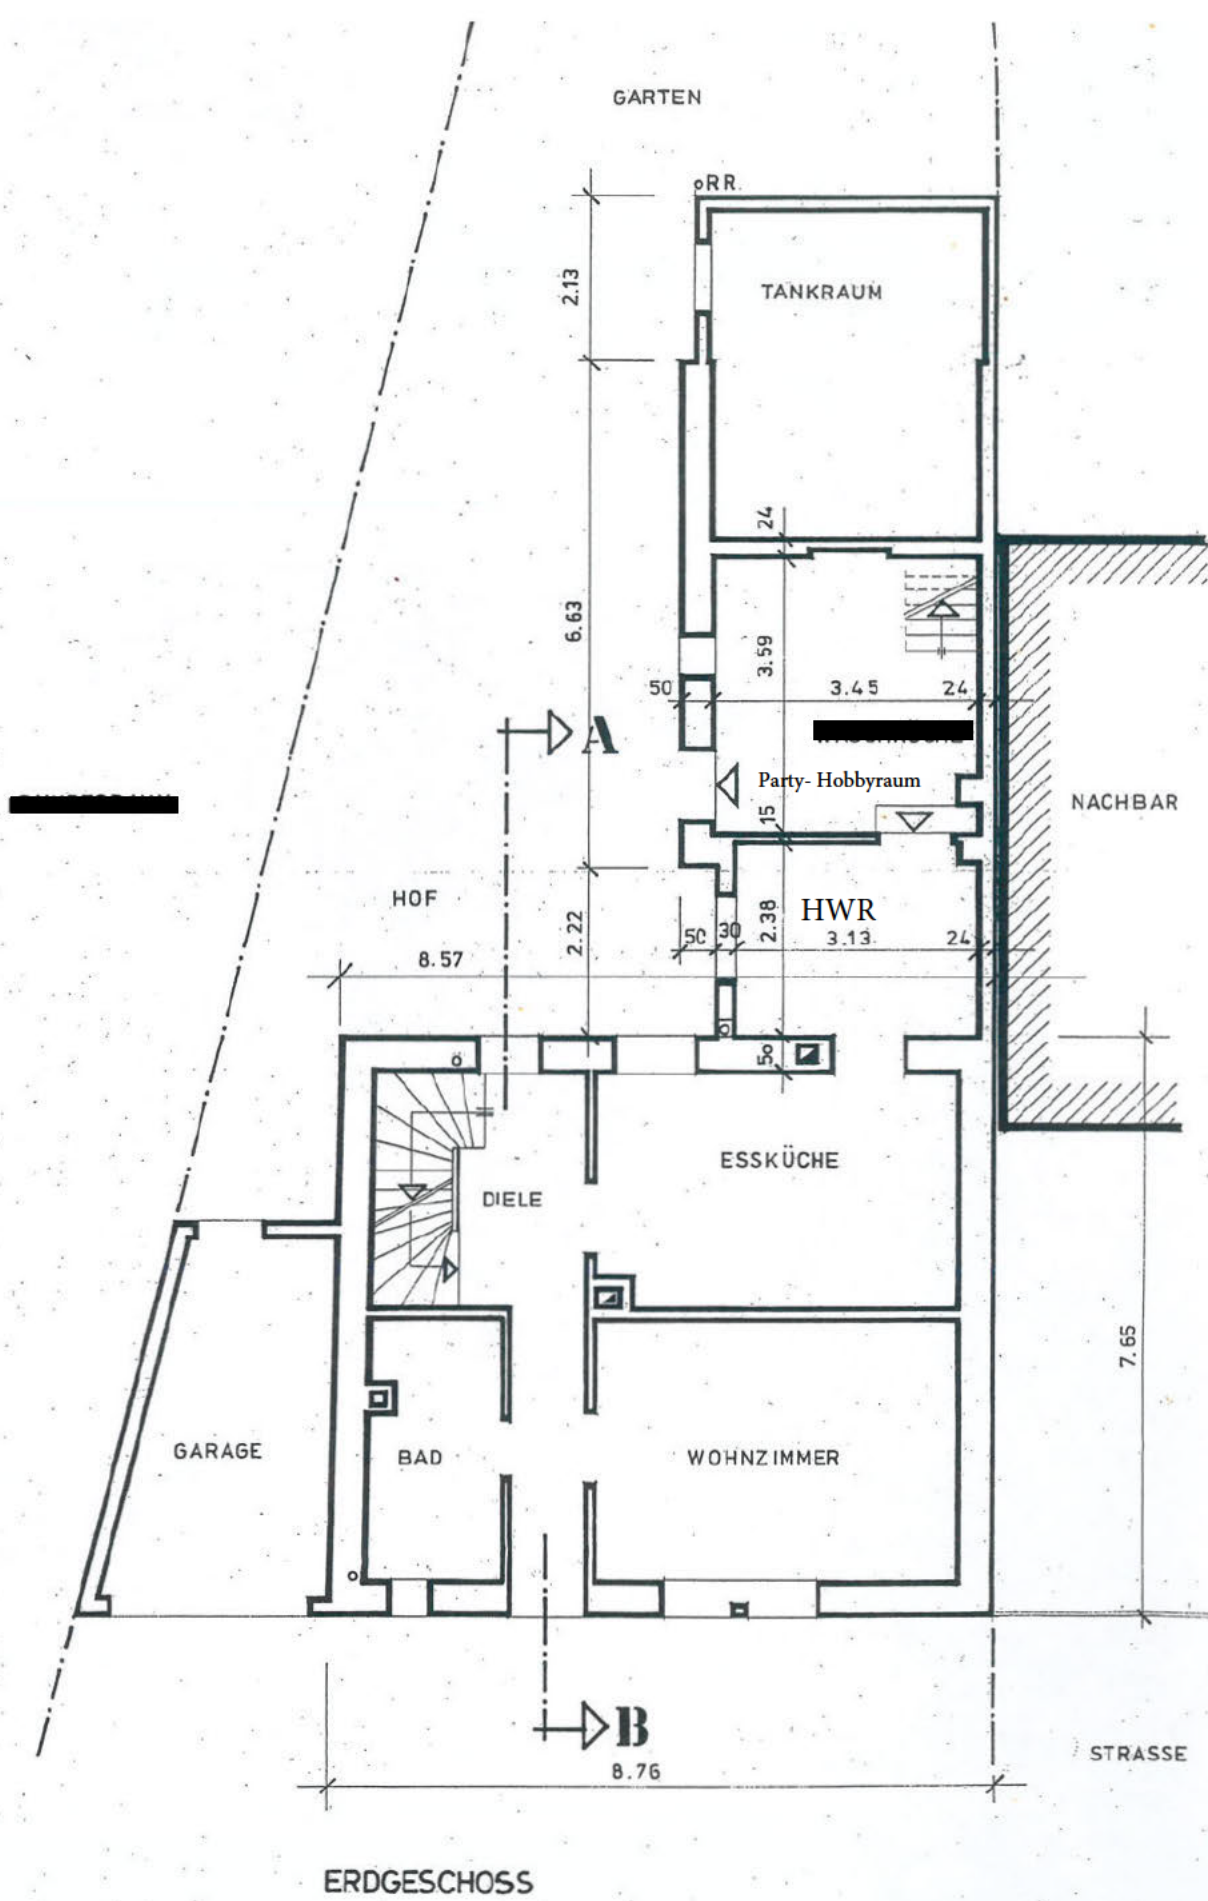 GARTEN
RR.
2.13
TANKRAUM
24
6.63
3.59
50
3.45
24
A
Party- Hobbyraum
NACHBAR
15
HOF
HWR
2.22
50
30
2.38
3.13
24
8.57
50
ESSKÜCHE
DIELE
7.65
GARAGE
BAD
WOHNZIMMER
B
STRASSE
8.76
ERDGESCHOSS